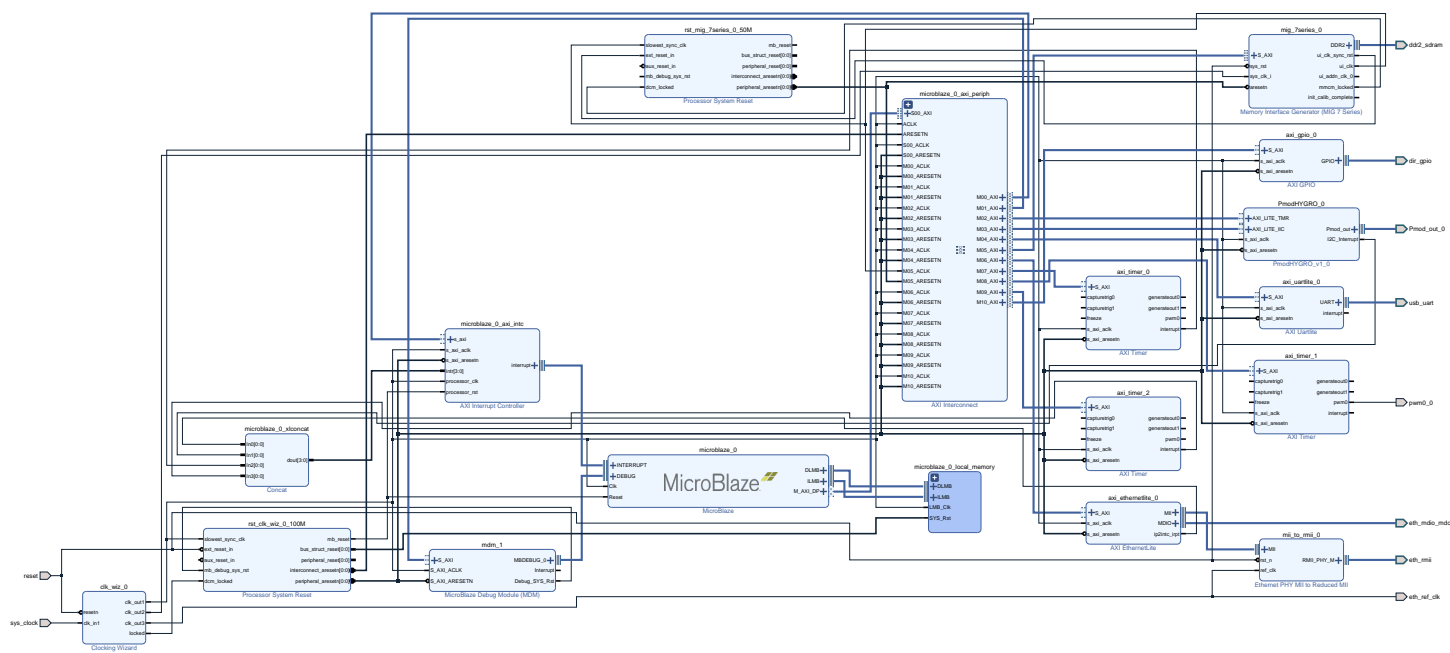 rst_mig_7series_0_50M
slowest_sync_clk
ext_reset_in
aux_reset_in
mb_debug_sys_rst
dcm_locked
mb_reset
bus_struct_reset[0:0]
peripheral_reset[0:0]
interconnect_aresetn[0:0]
peripheral_aresetn[0:0]
Processor System Reset
mig_7series_0
S_AXI
sys_rst
sys_clk_i
aresetn
DDR2
ui_clk_sync_rst
ui_clk
ui_addn_clk_0
mmcm_locked
init_calib_complete
Memory Interface Generator (MIG 7 Series)
ddr2_sdram
microblaze_0_axi_periph
S00_AXI
ACLK
ARESETN
S00_ACLK
S00_ARESETN
M00_ACLK
M00_ARESETN
M01_ACLK
M01_ARESETN
M02_ACLK
M02_ARESETN
M03_ACLK
M03_ARESETN
M04_ACLK
M04_ARESETN
M05_ACLK
M05_ARESETN
M06_ACLK
M06_ARESETN
M07_ACLK
M07_ARESETN
M08_ACLK
M08_ARESETN
M09_ACLK
M09_ARESETN
M10_ACLK
M10_ARESETN
M00_AXI
M01_AXI
M02_AXI
M03_AXI
M04_AXI
M05_AXI
M06_AXI
M07_AXI
M08_AXI
M09_AXI
M10_AXI
AXI Interconnect
axi_gpio_0
S_AXI
s_axi_aclk
s_axi_aresetn
GPIO
AXI GPIO
dir_gpio
PmodHYGRO_0
AXI_LITE_TMR
AXI_LITE_IIC
s_axi_aclk
s_axi_aresetn
Pmod_out
I2C_Interrupt
PmodHYGRO_v1_0
Pmod_out_0
axi_timer_0
S_AXI
capturetrig0
capturetrig1
freeze
s_axi_aclk
s_axi_aresetn
generateout0
generateout1
pwm0
interrupt
AXI Timer
axi_uartlite_0
S_AXI
s_axi_aclk
s_axi_aresetn
UART
interrupt
AXI Uartlite
usb_uart
microblaze_0_axi_intc
s_axi
s_axi_aclk
s_axi_aresetn
intr[3:0]
processor_clk
processor_rst
interrupt
AXI Interrupt Controller
axi_timer_1
S_AXI
capturetrig0
capturetrig1
freeze
s_axi_aclk
s_axi_aresetn
generateout0
generateout1
pwm0
interrupt
AXI Timer
pwm0_0
axi_timer_2
S_AXI
capturetrig0
capturetrig1
freeze
s_axi_aclk
s_axi_aresetn
generateout0
generateout1
pwm0
interrupt
AXI Timer
microblaze_0_xlconcat
In0[0:0]
In1[0:0]
In2[0:0]
In3[0:0]
dout[3:0]
Concat
microblaze_0
INTERRUPT
DEBUG
Clk
Reset
MicroBlaze
DLMB
ILMB
M_AXI_DP
MicroBlaze
microblaze_0_local_memory
DLMB
ILMB
LMB_Clk
SYS_Rst
axi_ethernetlite_0
S_AXI
s_axi_aclk
s_axi_aresetn
MII
MDIO
ip2intc_irpt
AXI EthernetLite
eth_mdio_mdc
rst_clk_wiz_0_100M
slowest_sync_clk
ext_reset_in
aux_reset_in
mb_debug_sys_rst
dcm_locked
mb_reset
bus_struct_reset[0:0]
peripheral_reset[0:0]
interconnect_aresetn[0:0]
peripheral_aresetn[0:0]
Processor System Reset
mdm_1
S_AXI
S_AXI_ACLK
S_AXI_ARESETN
MBDEBUG_0
Interrupt
Debug_SYS_Rst
MicroBlaze Debug Module (MDM)
mii_to_rmii_0
MII
rst_n
ref_clk
RMII_PHY_M
Ethernet PHY MII to Reduced MII
eth_rmii
eth_ref_clk
reset
sys_clock
clk_wiz_0
resetn
clk_in1
clk_out1
clk_out2
clk_out3
locked
Clocking Wizard